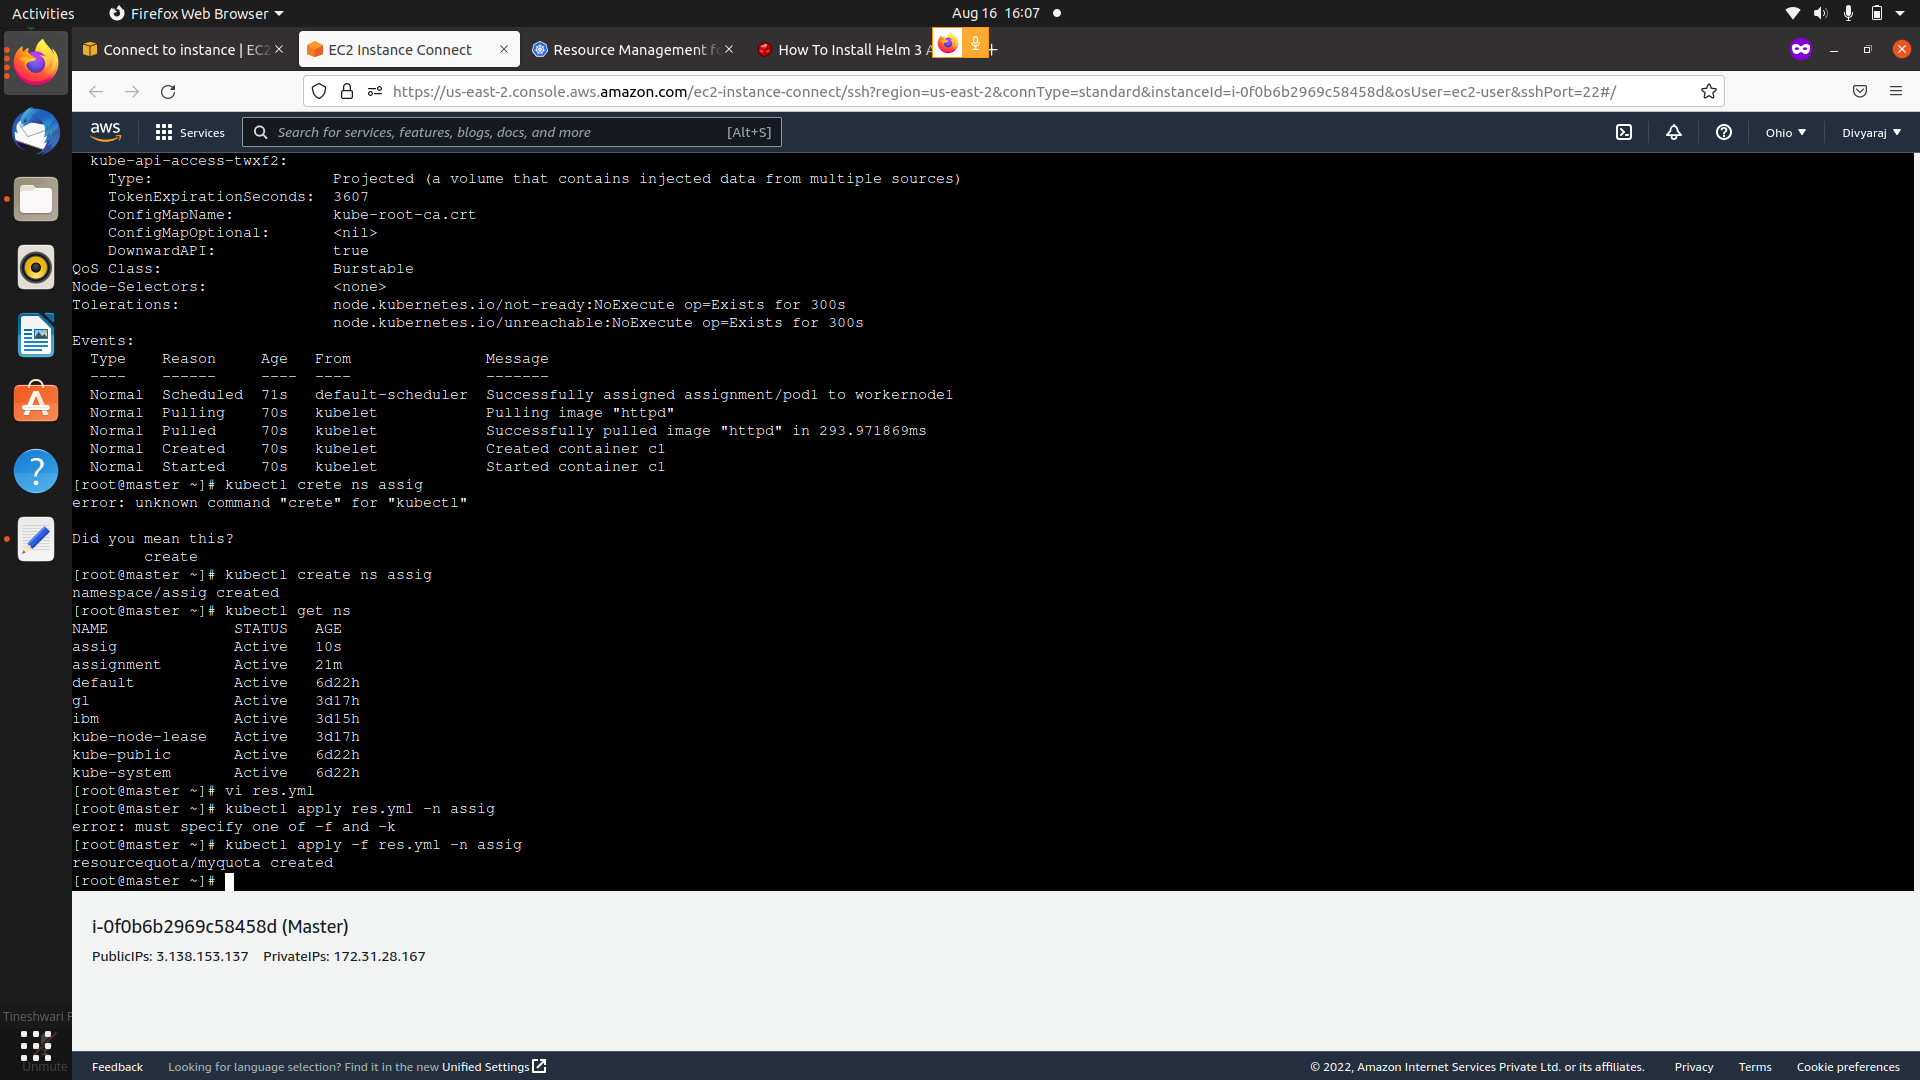 Activities
Firefox Web Browser
Aug 16 16:07
Connect to instance | EC2
EC2 Instance Connect
Resource Management fo
How To Install Helm 3 A
https://us-east-2.console.aws.amazon.com/ec2-instance-connect/ssh?region=us-east-2&connType=standard&instanceId=i-0f0b6b2969c58458d&osUser=ec2-user&sshPort=22#/
aws
Services
Search for services, features, blogs, docs, and more
[Alt+S]
Ohio
Divyaraj
kube-api-access-twxf2:
Type: Projected (a volume that contains injected data from multiple sources)
TokenExpirationSeconds: 3607
ConfigMapName: kube-root-ca.crt
ConfigMapOptional: <nil>
DownwardAPI: true
QoS Class: Burstable
Node-Selectors: <none>
Tolerations: node.kubernetes.io/not-ready:NoExecute op=Exists for 300s
node.kubernetes.io/unreachable:NoExecute op=Exists for 300s
Events:
Type Reason Age From Message
---- ------ ---- ---- -------
Normal Scheduled 71s default-scheduler Successfully assigned assignment/pod1 to workernode1
Normal Pulling 70s kubelet Pulling image "httpd"
Normal Pulled 70s kubelet Successfully pulled image "httpd" in 293.971869ms
Normal Created 70s kubelet Created container c1
Normal Started 70s kubelet Started container c1
[root@master ~]# kubectl crete ns assig
error: unknown command "crete" for "kubectl"
Did you mean this?
create
[root@master ~]# kubectl create ns assig
namespace/assig created
[root@master ~]# kubectl get ns
NAME STATUS AGE
assig Active 10s
assignment Active 21m
default Active 6d22h
gl Active 3d17h
ibm Active 3d15h
kube-node-lease Active 3d17h
kube-public Active 6d22h
kube-system Active 6d22h
[root@master ~]# vi res.yml
[root@master ~]# kubectl apply res.yml -n assig
error: must specify one of -f and -k
[root@master ~]# kubectl apply -f res.yml -n assig
resourcequota/myquota created
[root@master ~]#
i-0f0b6b2969c58458d (Master)
PublicIPs: 3.138.153.137 PrivateIPs: 172.31.28.167
Tineshwari P
Unmute
Feedback
Looking for language selection? Find it in the new Unified Settings
© 2022, Amazon Internet Services Private Ltd. or its affiliates.
Privacy
Terms
Cookie preferences